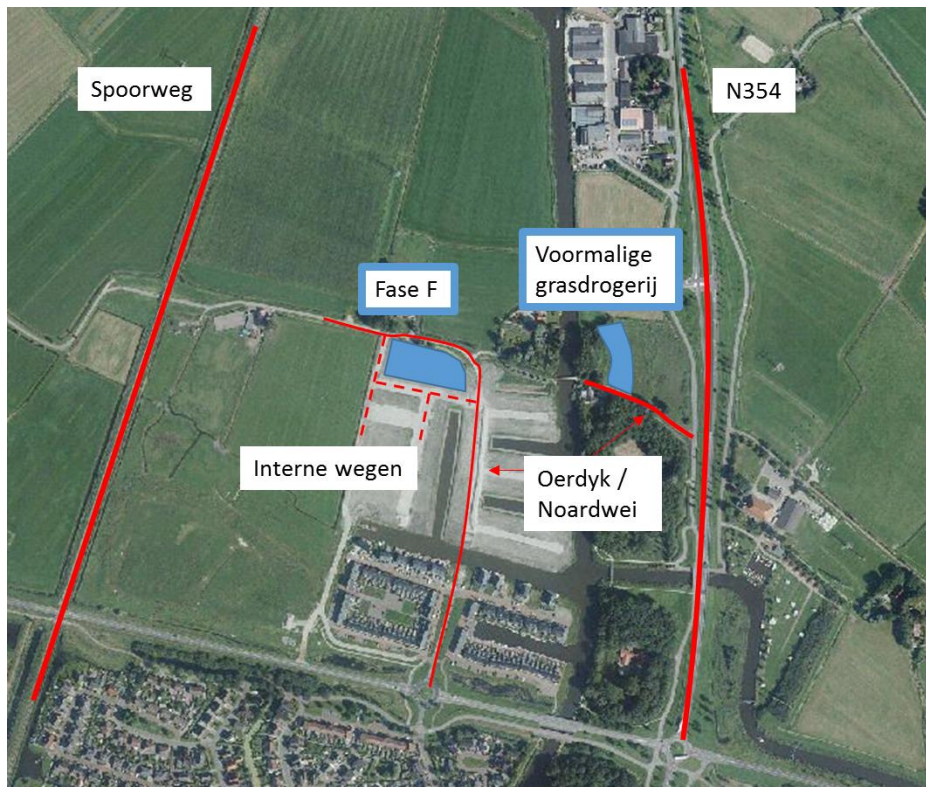 Spoorweg
N354
Voormalige
grasdrogerij
Fase F
Interne wegen
Oerdyk /
Noardwei